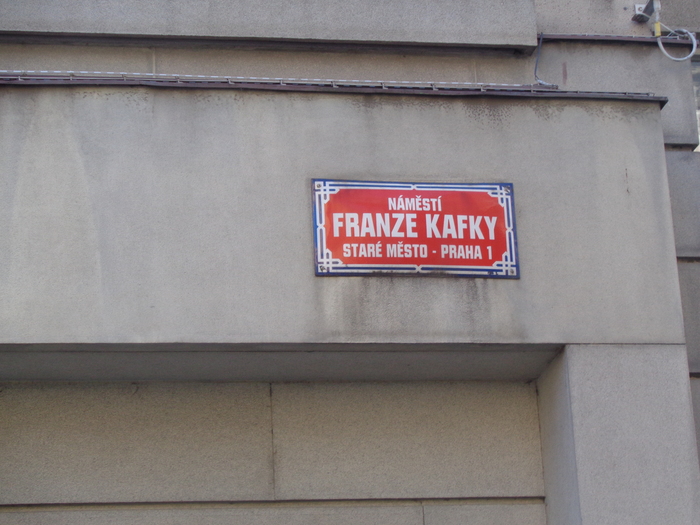 NÁMĚSTÍ
FRANZE KAFKY
STARÉ MĚSTO - PRAHA 1